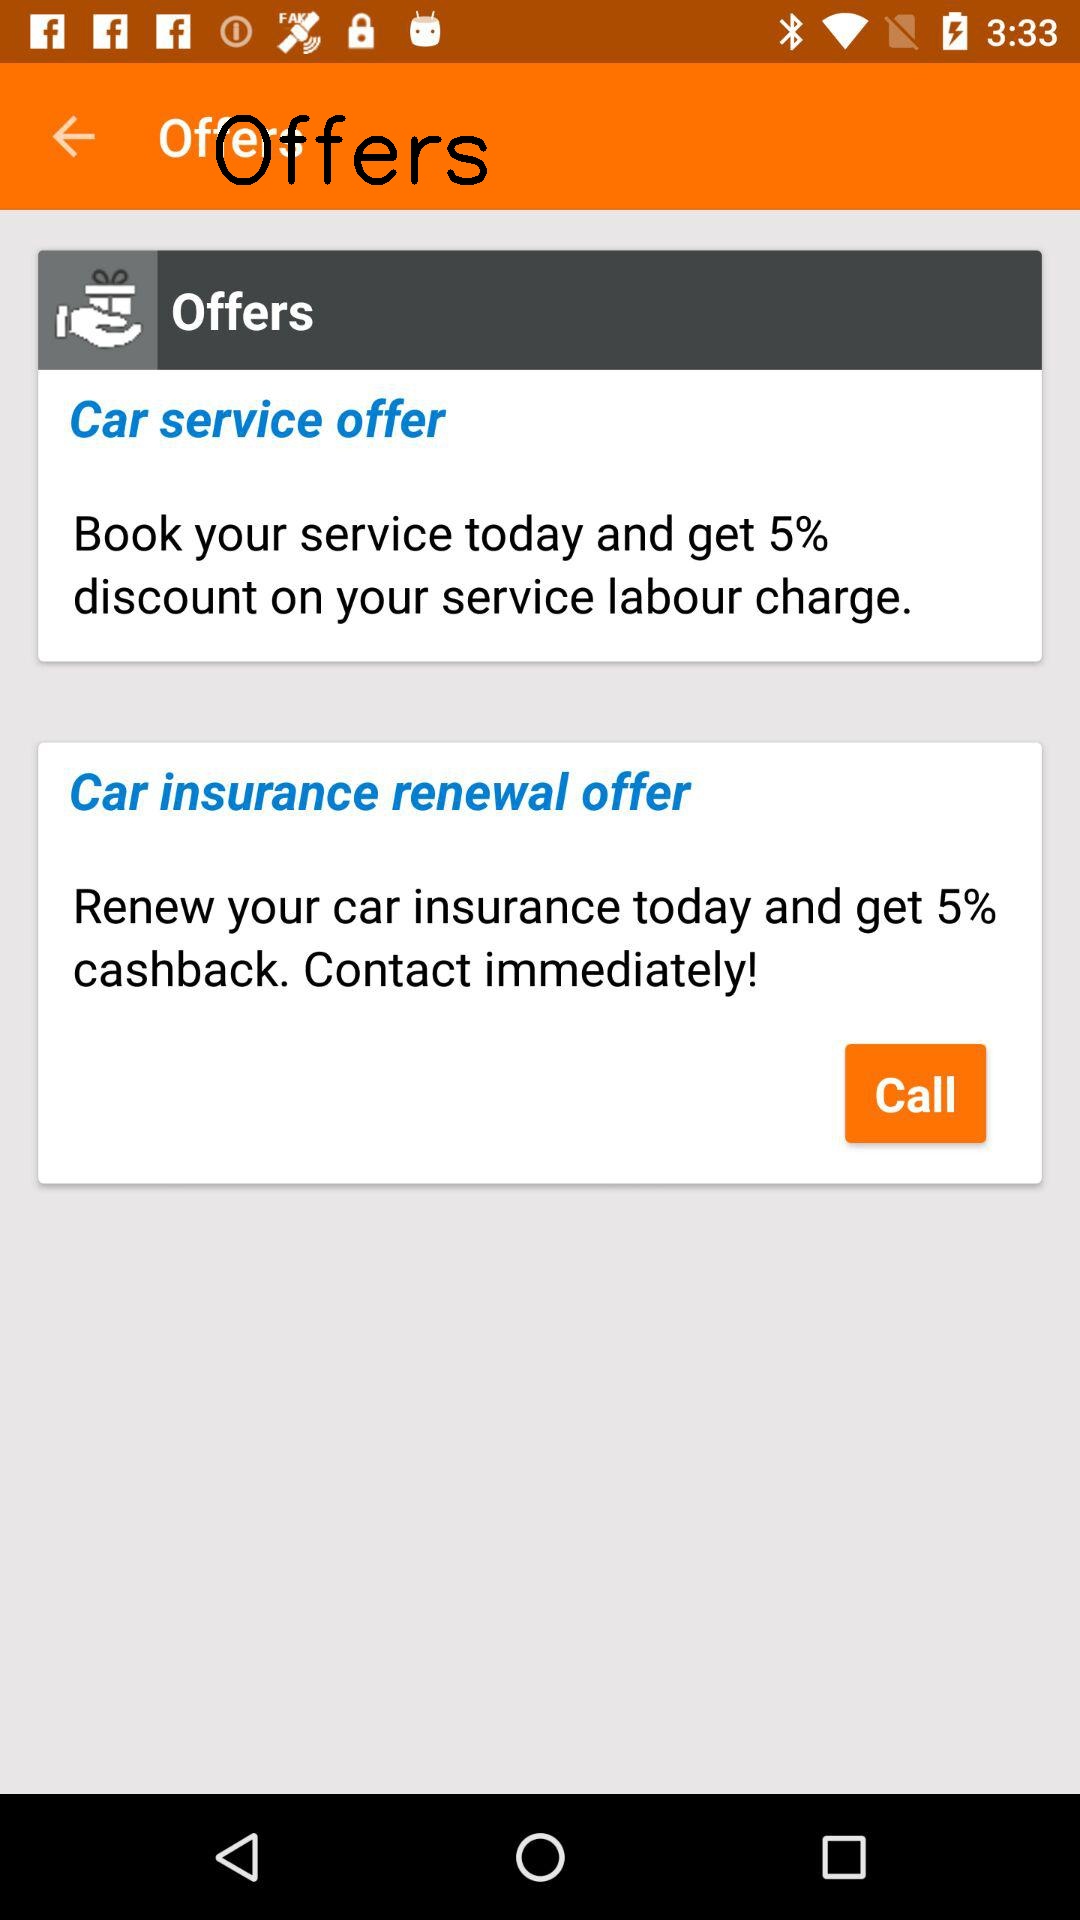 FAKE
3:33
Offers
Offers
Offers
Car service offer
Book your service today and get 5%
discount on your service labour charge.
Car insurance renewal offer
Renew your car insurance today and get 5%
cashback. Contact immediately!
Call